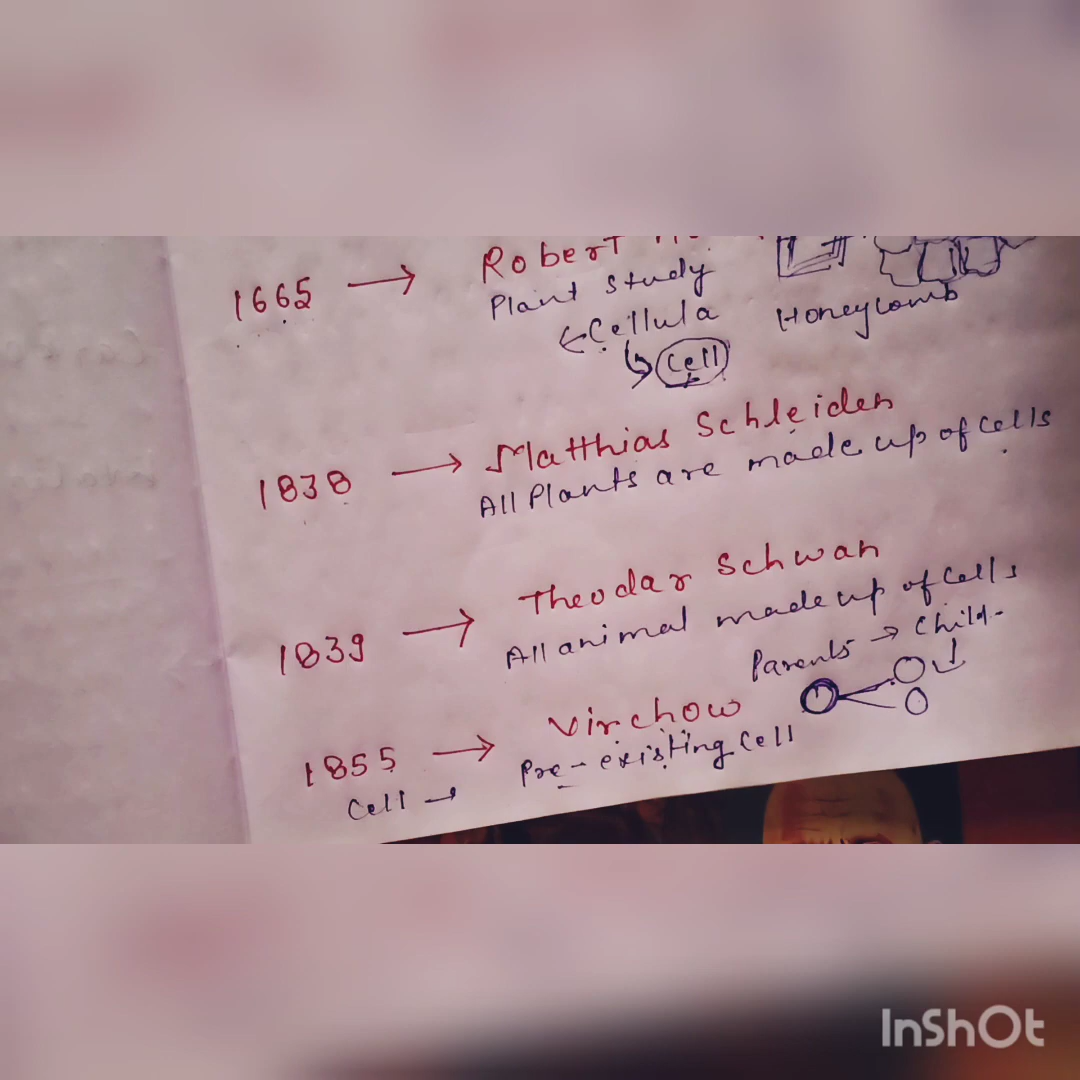 1665 → Robert
Plant study
← Cellula
Honeycomb
↳ Cell
1838 → Matthias Schleiden
All Plants are made up of cells
1839 → Theodar Schwan
All animal made up of cells
Parents → Child
1855 → Virchow
Cell → Pre-existing Cell
InShOt